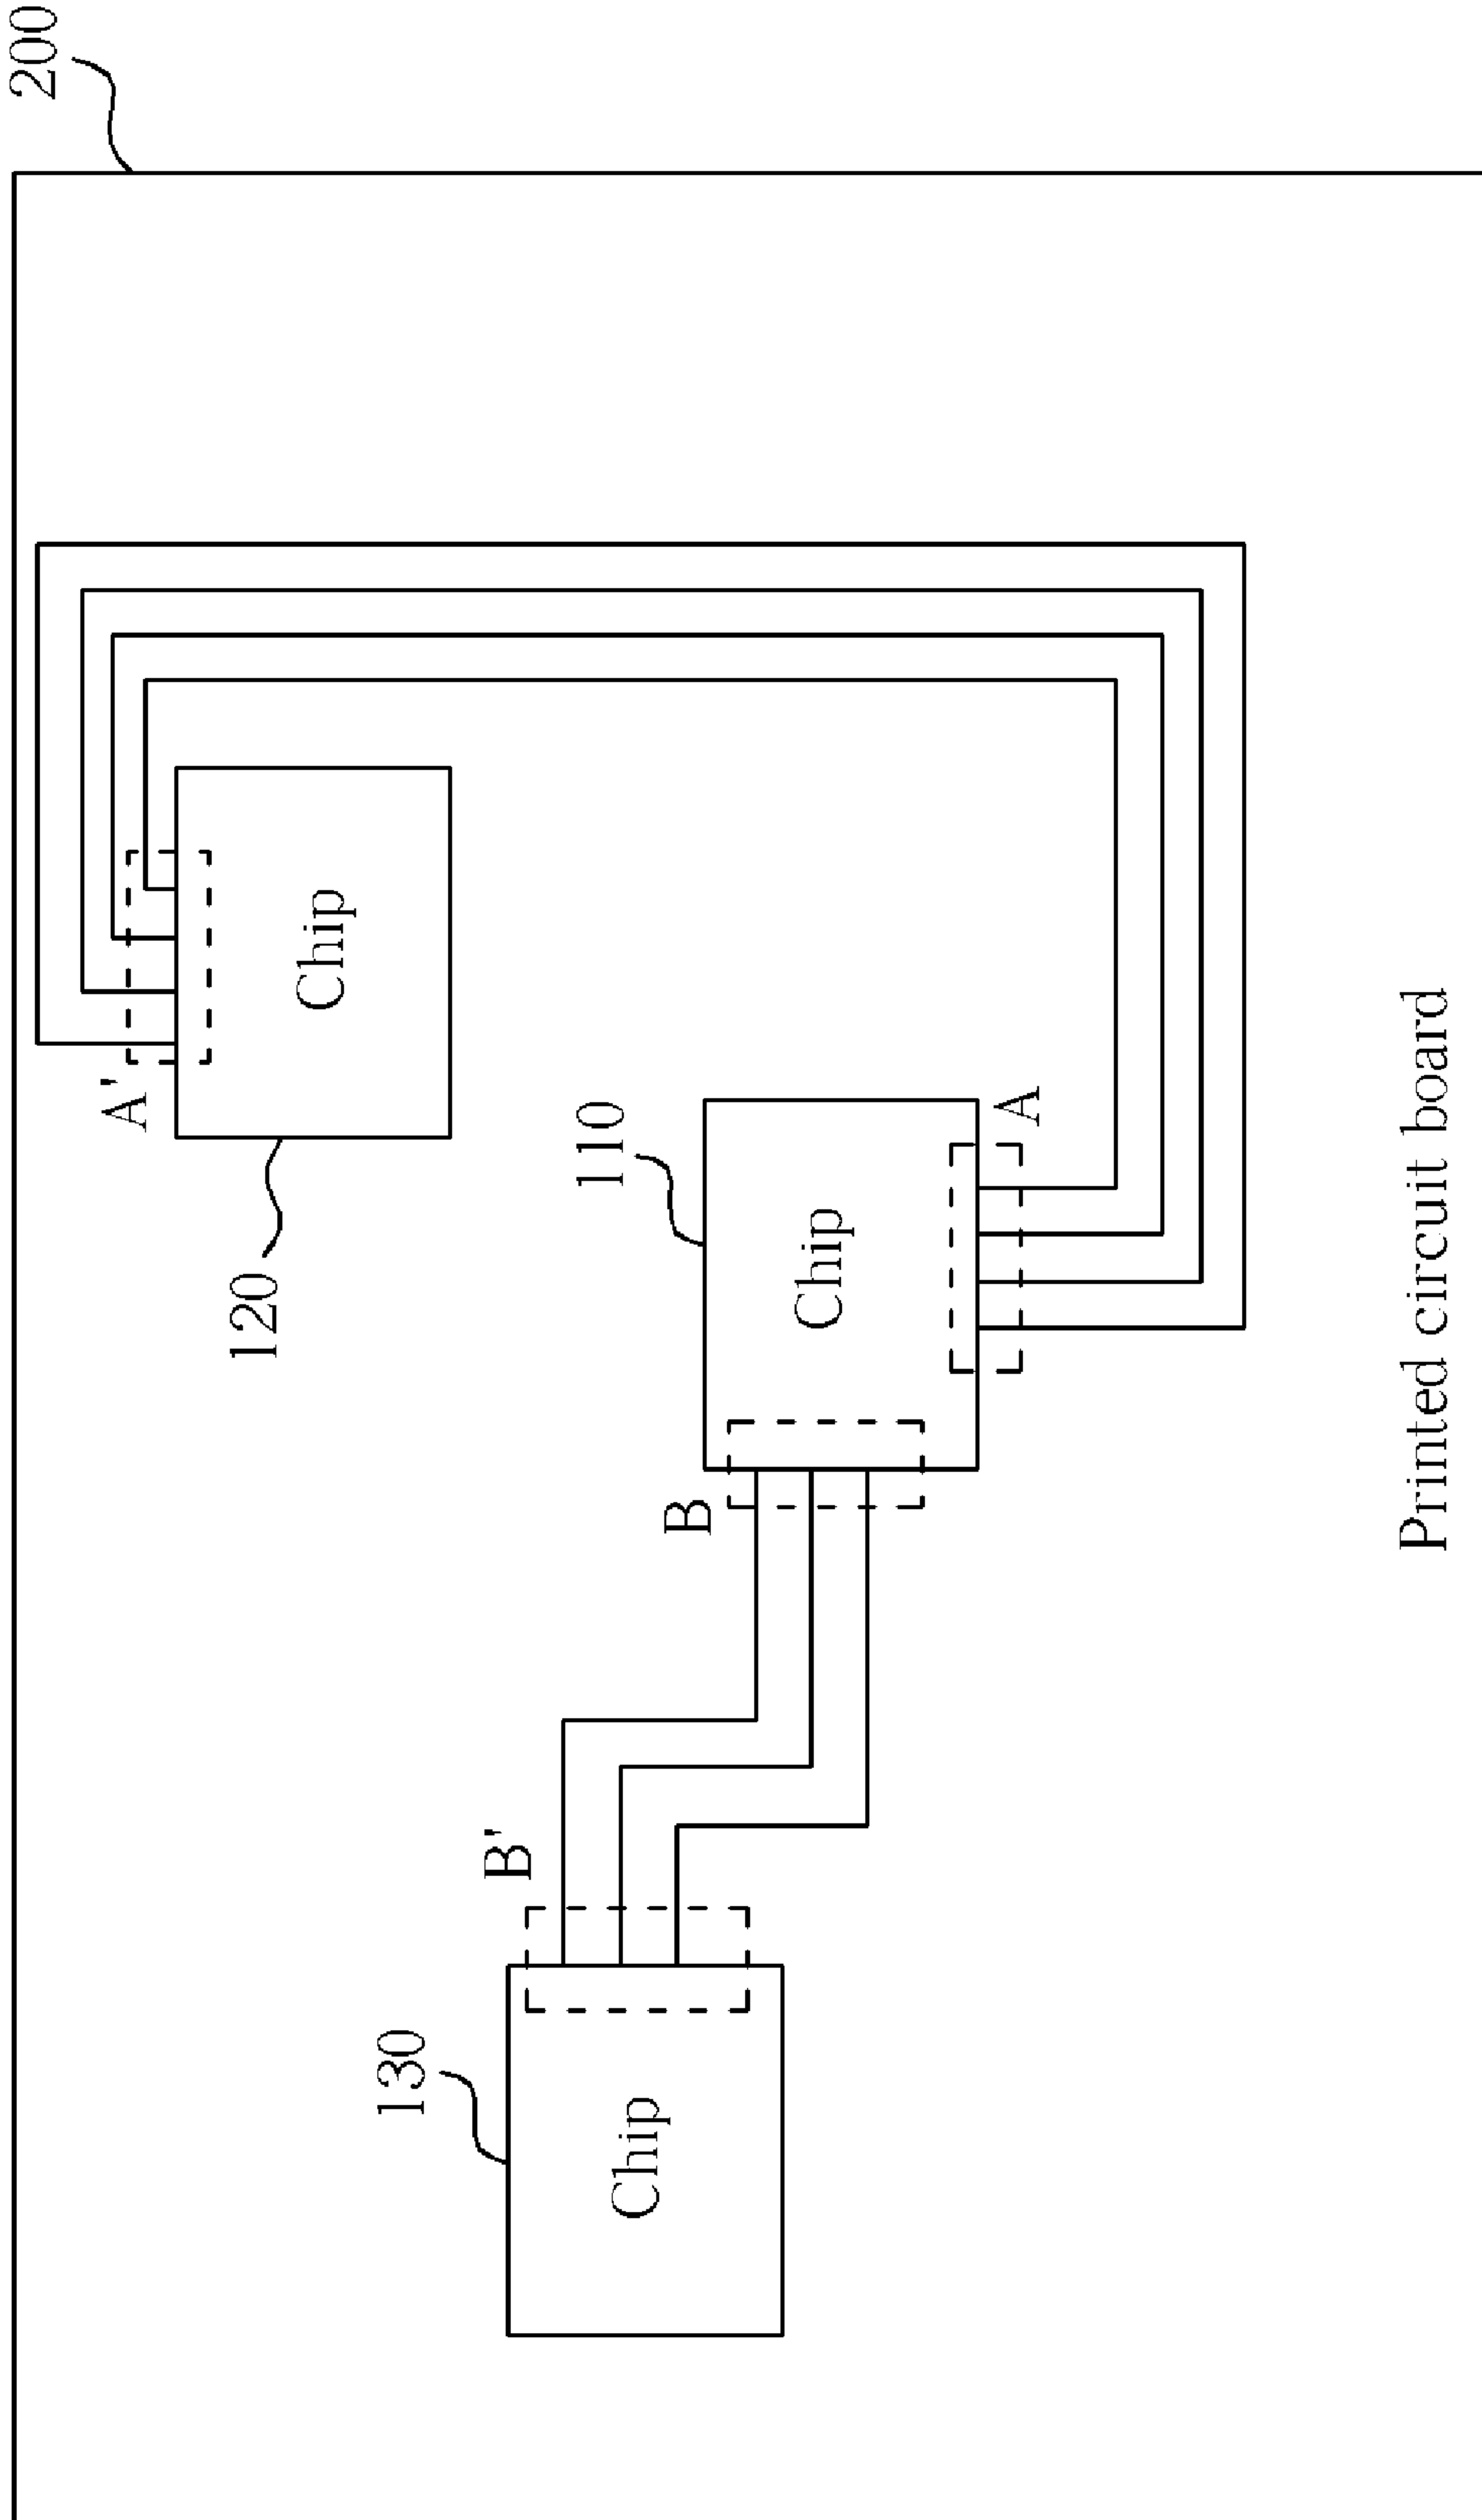 200
A'
Chip
120
110
Chip
A
B
B'
130
Chip
Printed circuit board